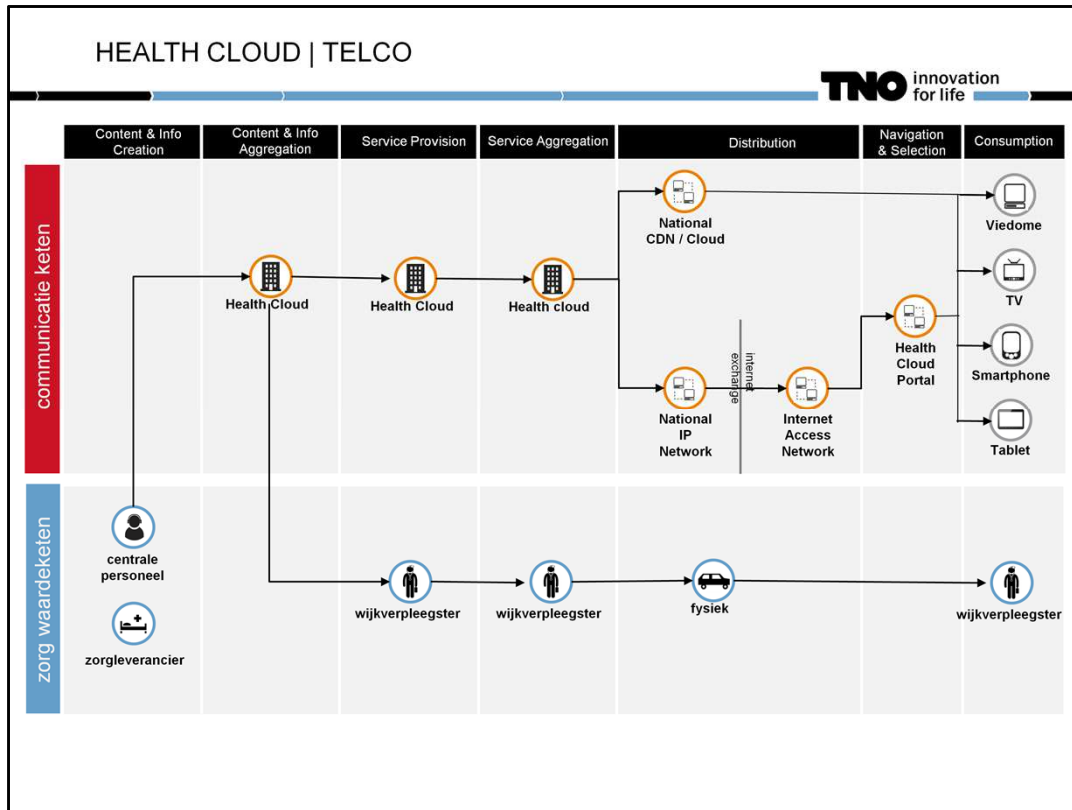 HEALTH CLOUD | TELCO
TNO innovation
for life
Content & Info
Creation
Content & Info
Aggregation
Service Provision
Service Aggregation
Distribution
Navigation
& Selection
Consumption
communicatie keten
National
CDN / Cloud
Viedome
Health Cloud
Health Cloud
Health cloud
TV
internet
exchange
Health
Cloud
Portal
Smartphone
National
IP
Network
Internet
Access
Network
Tablet
zorg waardeketen
centrale
personeel
wijkverpleegster
wijkverpleegster
fysiek
wijkverpleegster
zorgleverancier